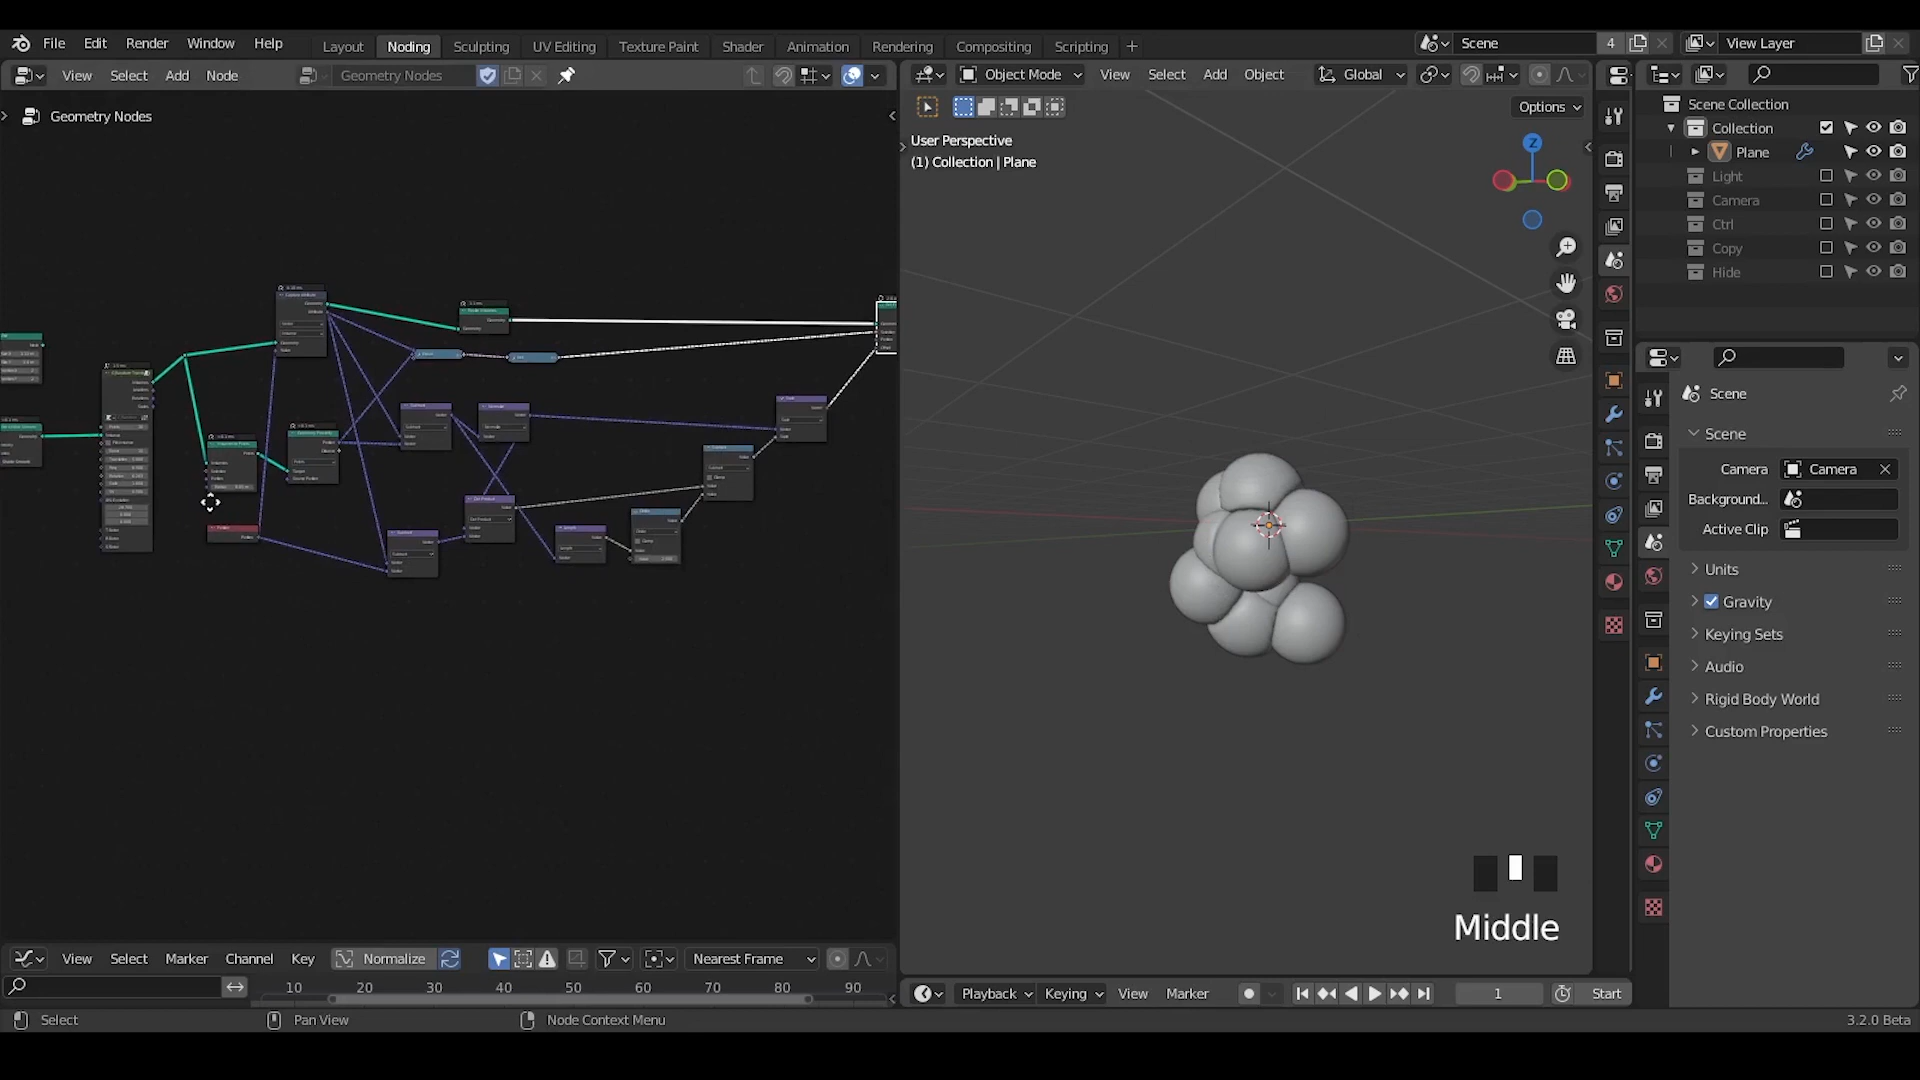 File Edit Render Window Help Layout Noding Sculpting UV Editing Texture Paint Shader Animation Rendering Compositing Scripting + Scene 4 View Layer
View Select Add Node Geometry Nodes Object Mode View Select Add Object Global
Geometry Nodes
Options
User Perspective
(1) Collection | Plane
Z
Scene Collection
Collection
Plane
Light
Camera
Ctrl
Copy
Hide
Scene
Scene
Camera Camera
Background...
Active Clip
Units
Gravity
Keying Sets
Audio
Rigid Body World
Custom Properties
Middle
View Select Marker Channel Key Normalize Nearest Frame
10 20 30 40 50 60 70 80 90
Playback Keying View Marker 1 Start
Select Pan View Node Context Menu 3.2.0 Beta